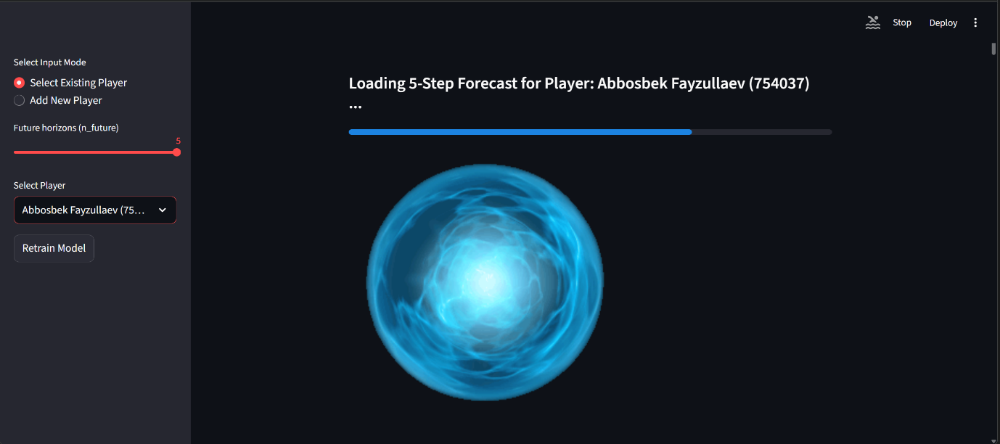 Stop
Deploy
Select Input Mode
Select Existing Player
Add New Player
Future horizons (n_future)
5
Select Player
Abbosbek Fayzullaev (75...
Retrain Model
Loading 5-Step Forecast for Player: Abbosbek Fayzullaev (754037)
...